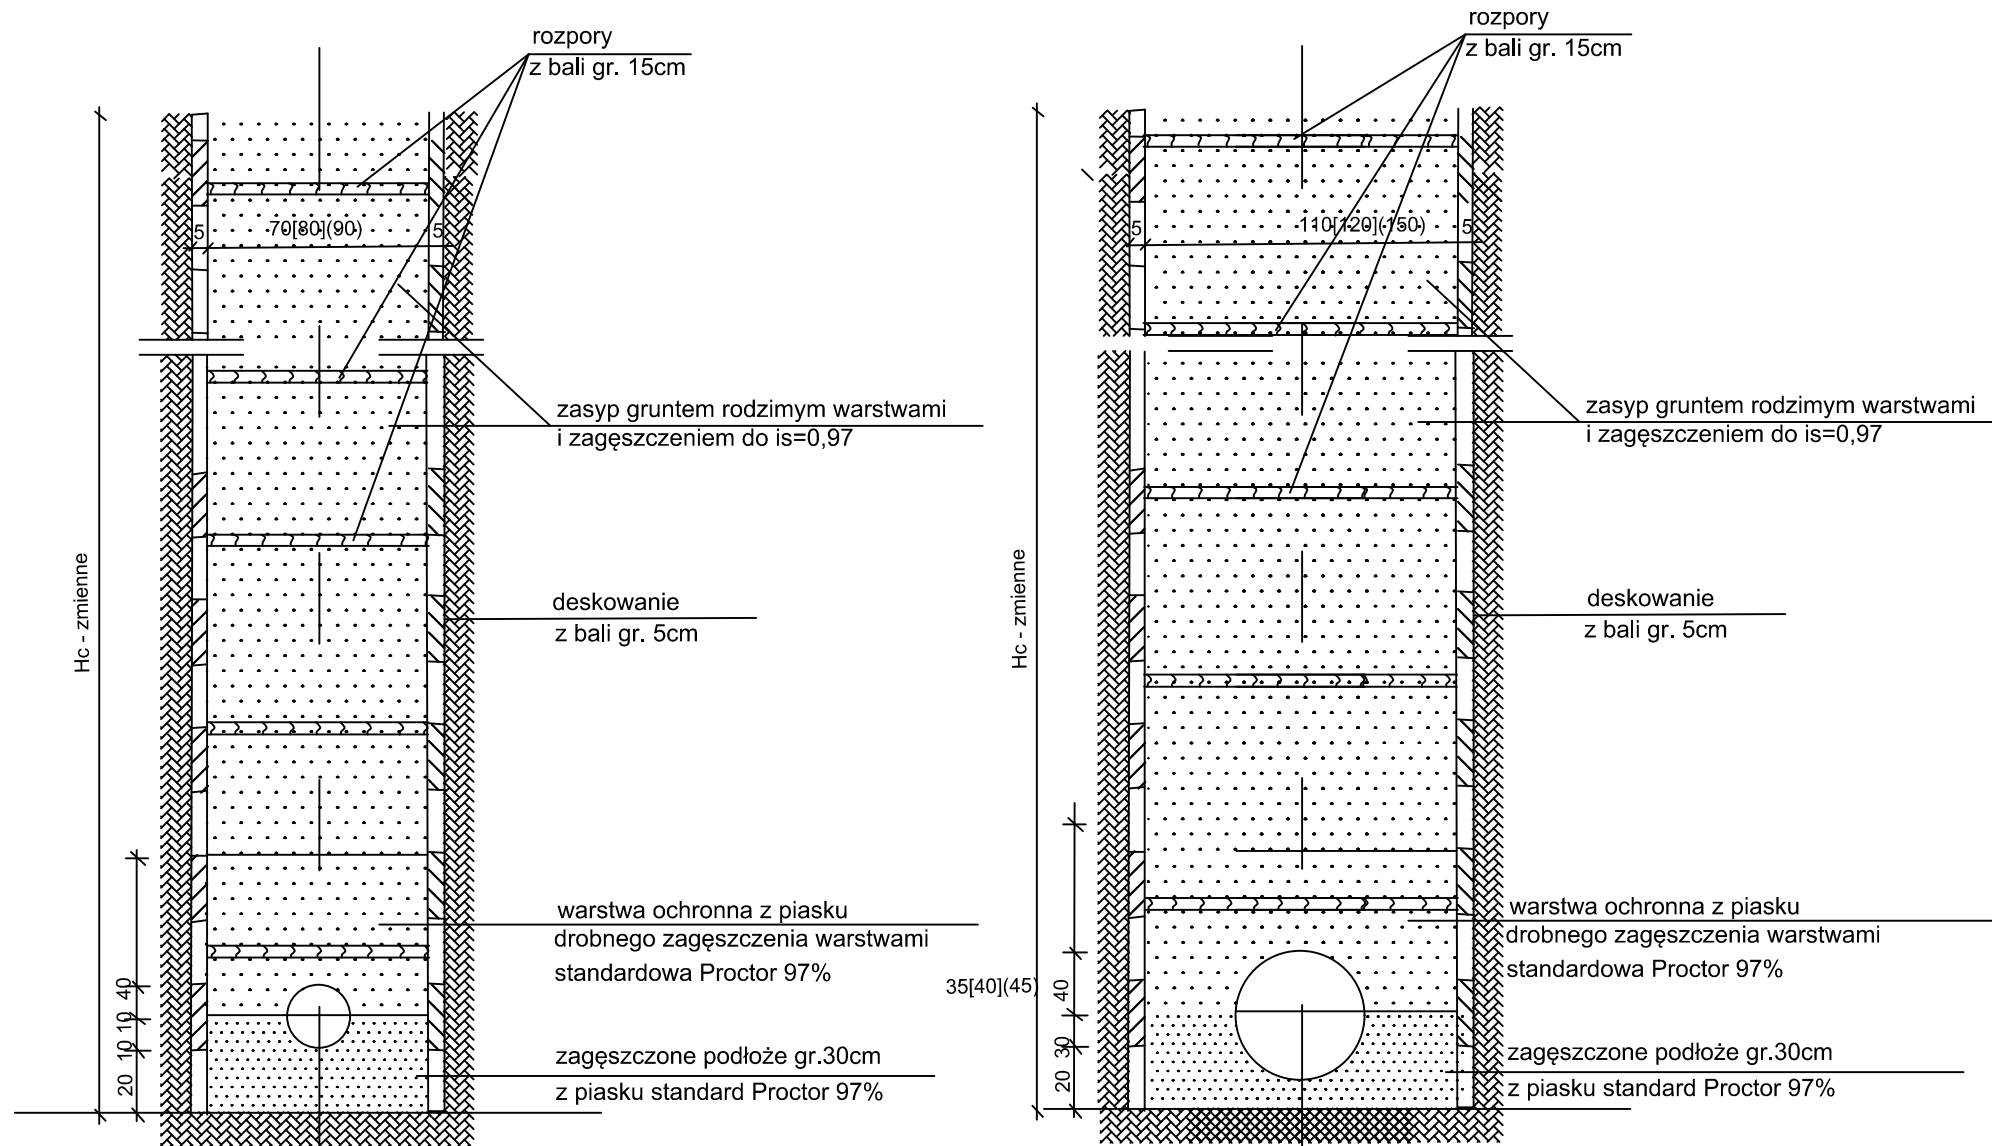 rozpory
z bali gr. 15cm
5
70[80](90)
5
zasyp gruntem rodzimym warstwami
i zagęszczeniem do is=0,97
Hc - zmienne
deskowanie
z bali gr. 5cm
warstwa ochronna z piasku
drobnego zagęszczenia warstwami
standardowa Proctor 97%
40
10
10
20
zagęszczone podłoże gr.30cm
z piasku standard Proctor 97%
rozpory
z bali gr. 15cm
5
110[120](150)
5
zasyp gruntem rodzimym warstwami
i zagęszczeniem do is=0,97
Hc - zmienne
deskowanie
z bali gr. 5cm
warstwa ochronna z piasku
drobnego zagęszczenia warstwami
standardowa Proctor 97%
35[40](45)
40
30
20
zagęszczone podłoże gr.30cm
z piasku standard Proctor 97%